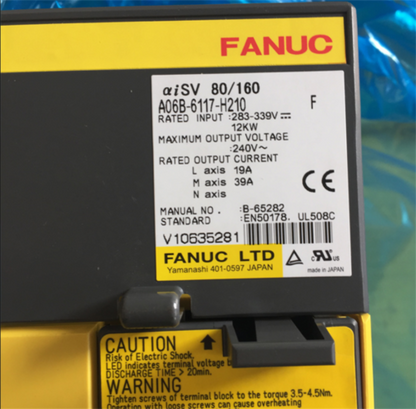 FANUC
αiSV 80/160
A06B-6117-H210 F
RATED INPUT :283-339V⎓
12KW
MAXIMUM OUTPUT VOLTAGE
:240V~
RATED OUTPUT CURRENT
L axis 19A
M axis 39A
N axis
CE
MANUAL NO. :B-65282
STANDARD :EN50178, UL508C
V10635281
FANUC LTD
Yamanashi 401-0597 JAPAN
c RU US
made in JAPAN
CAUTION
Risk of Electric Shock.
LED indicates terminal voltage b
DISCHARGE TIME > 20min.
WARNING
Tighten screws of terminal block to the torque 3.5-4.5Nm.
Operation with loose screws can cause overheating